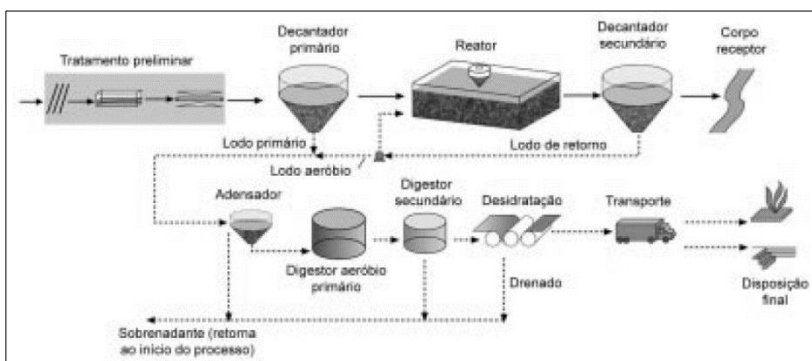 Decantador
primário
Reator
Decantador
secundário
Corpo
receptor
Tratamento preliminar
Lodo primário
Lodo aeróbio
Lodo de retorno
Adensador
Digestor
secundário
Desidratação
Transporte
Digestor aeróbio
primário
Drenado
Disposição
final
Sobrenadante (retorna
ao início do processo)